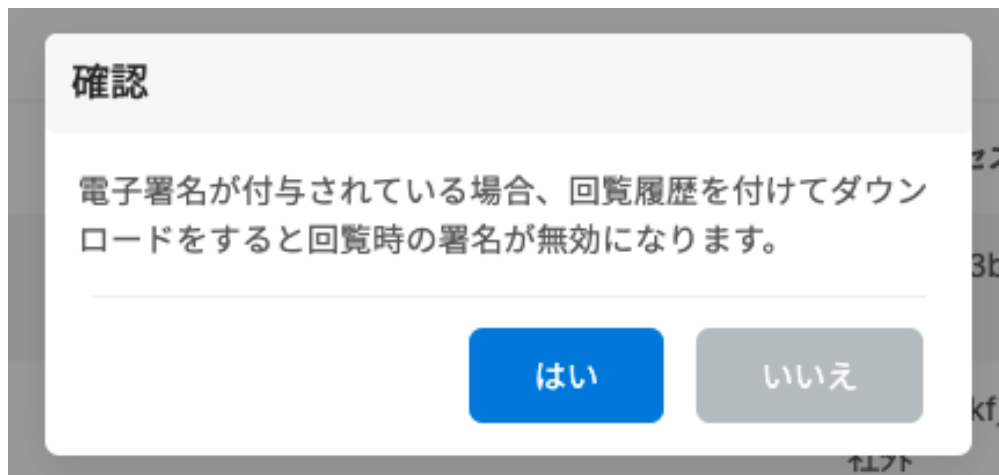 確認
電子署名が付与されている場合、回覧履歴を付けてダウン
ロードをすると回覧時の署名が無効になります。
はい
いいえ